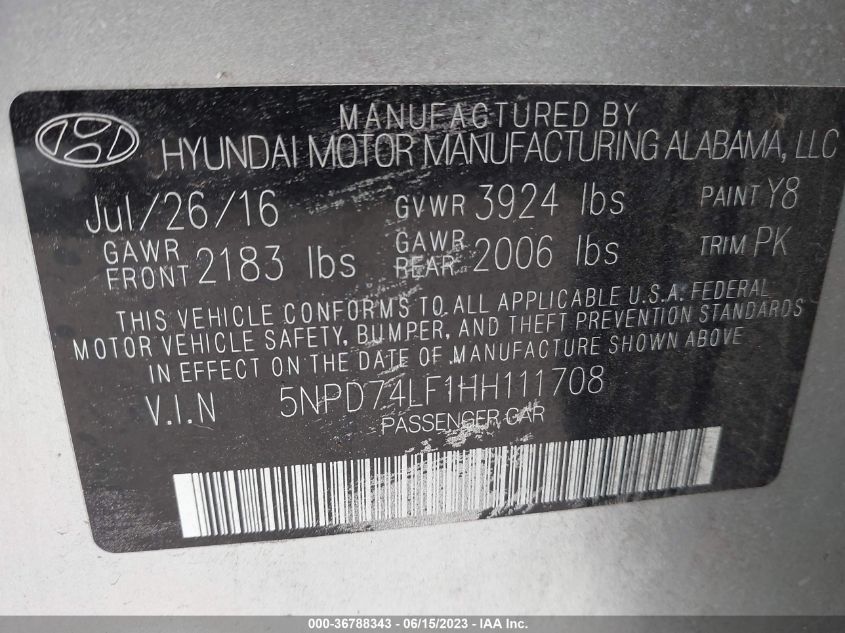 MANUFACTURED BY
HYUNDAI MOTOR MANUFACTURING ALABAMA, LLC
Jul/26/16 GVWR 3924 lbs PAINT Y8
GAWR FRONT 2183 lbs GAWR REAR 2006 lbs TRIM PK
THIS VEHICLE CONFORMS TO ALL APPLICABLE U.S.A. FEDERAL
MOTOR VEHICLE SAFETY, BUMPER, AND THEFT PREVENTION STANDARDS
IN EFFECT ON THE DATE OF MANUFACTURE SHOWN ABOVE
V.I.N 5NPD74LF1HH111708
PASSENGER CAR
000-36788343 - 06/15/2023 - IAA Inc.